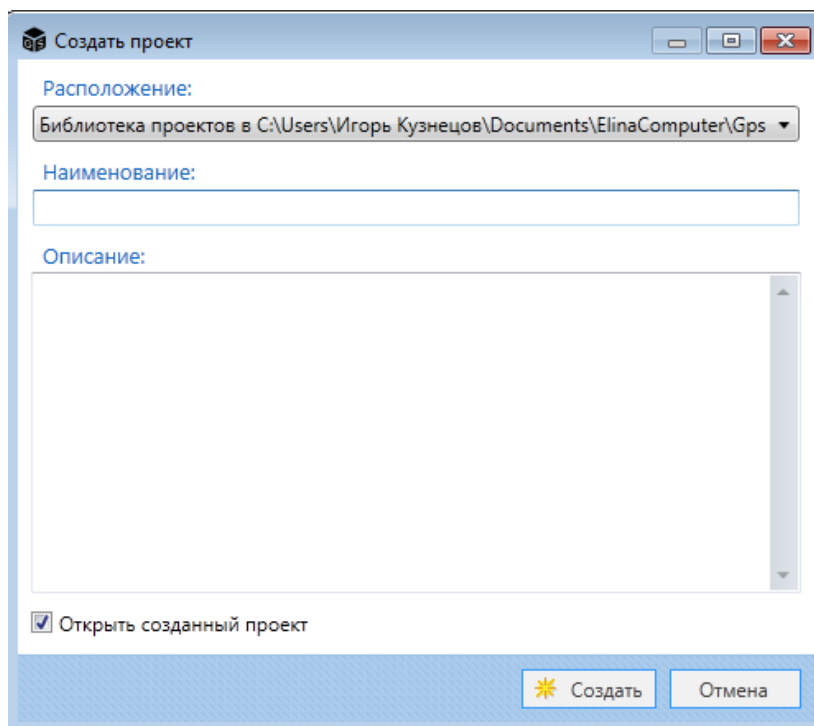 Создать проект
Расположение:
Библиотека проектов в C:\Users\Игорь Кузнецов\Documents\ElinaComputer\Gps
Наименование:
Описание:
Открыть созданный проект
Создать Отмена